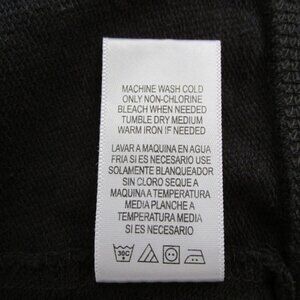 MACHINE WASH COLD
ONLY NON-CHLORINE
BLEACH WHEN NEEDED
TUMBLE DRY MEDIUM
WARM IRON IF NEEDED
LAVAR A MAQUINA EN AGUA
FRIA SI ES NECESARIO USE
SOLAMENTE BLANQUEADOR
SIN CLORO SEQUE A
MAQUINA A TEMPERATURA
MEDIA PLANCHE A
TEMPERATURA MEDIA
SI ES NECESARIO
30C